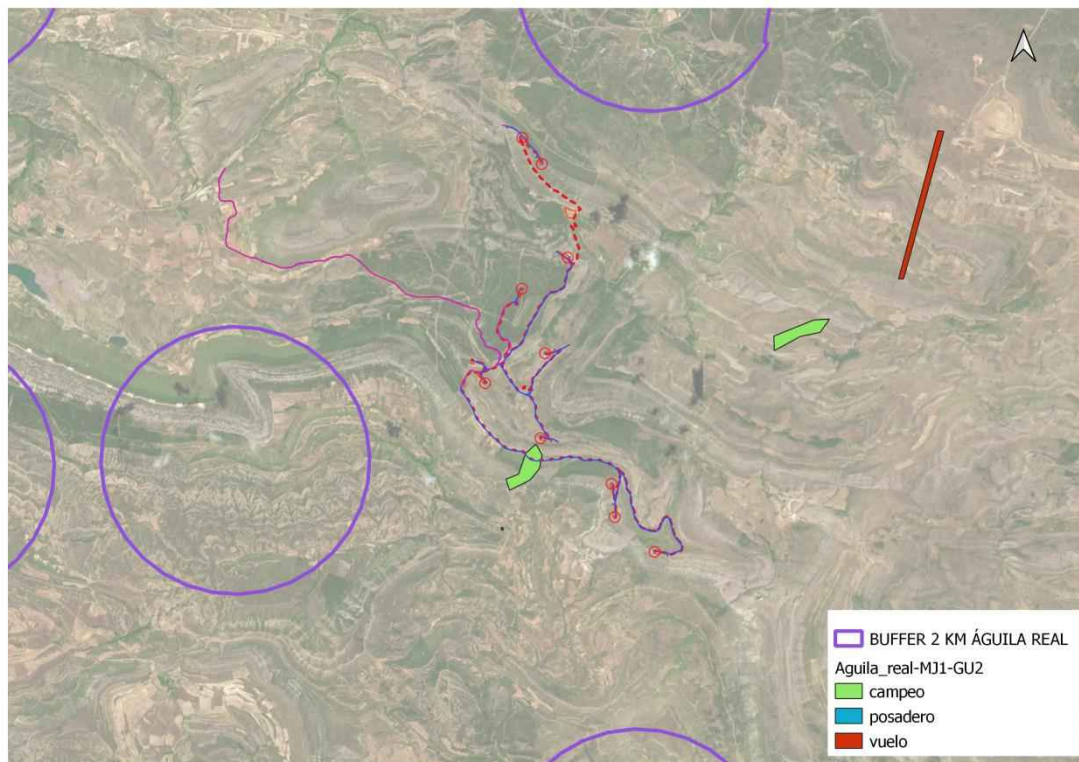 BUFFER 2 KM ÁGUILA REAL
Aguila_real-MJ1-GU2
campeo
posadero
vuelo